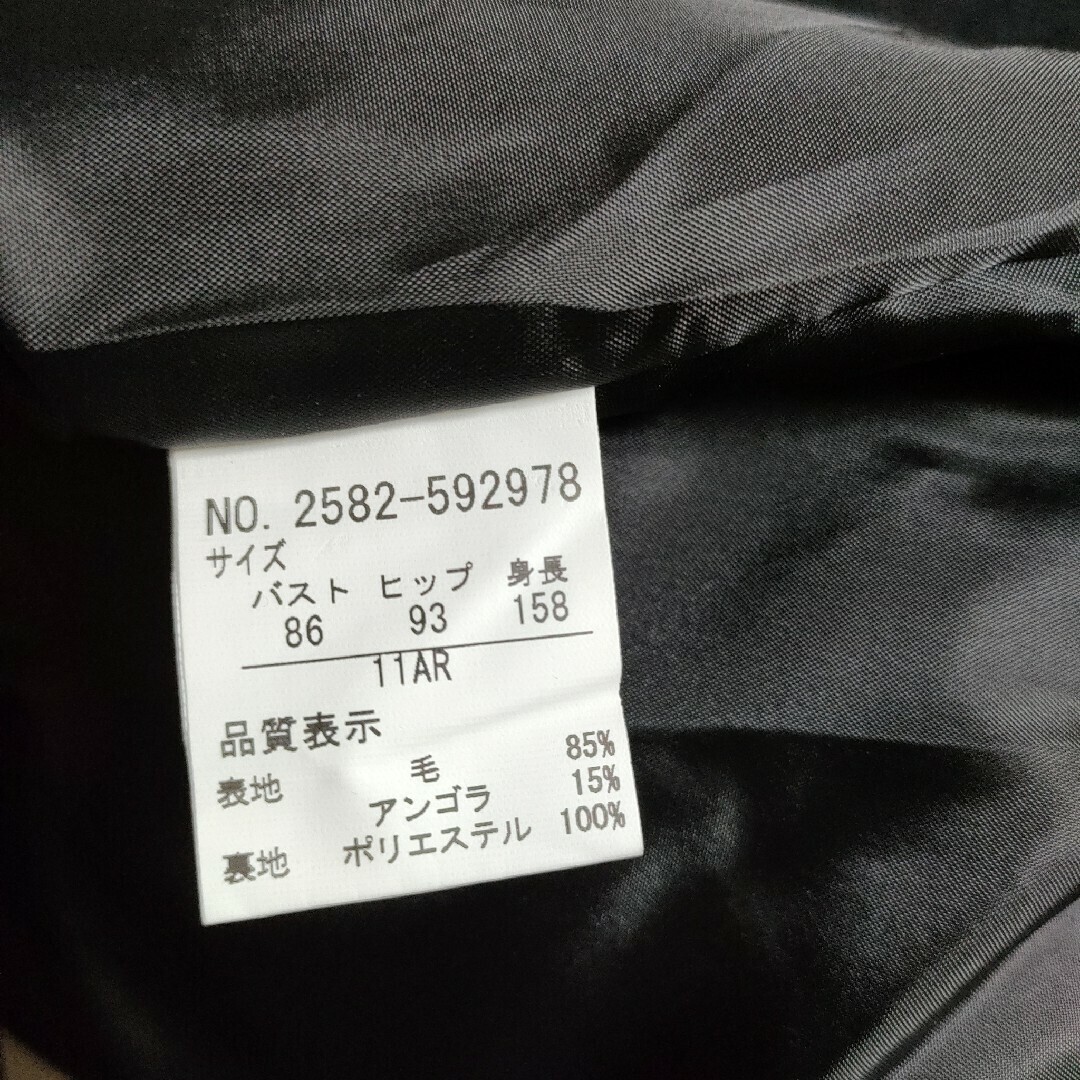 NO. 2582-592978
サイズ
バスト ヒップ 身長
86 93 158
11AR
品質表示
表地 毛 85%
アンゴラ 15%
裏地 ポリエステル 100%